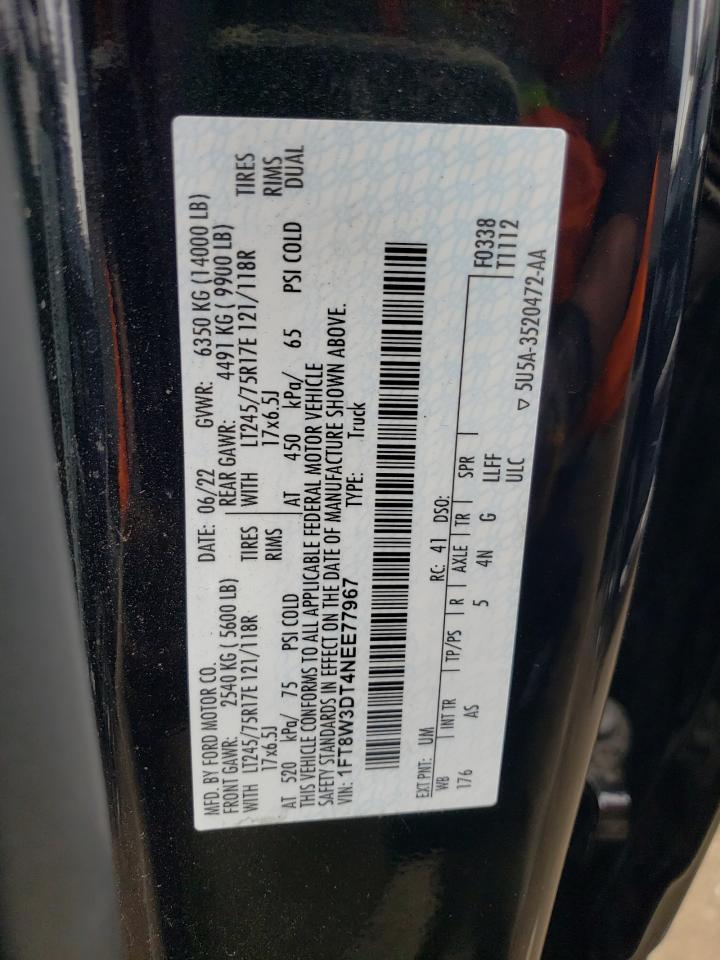 MFD. BY FORD MOTOR CO. DATE: 06/22 GVWR: 6350 KG (14000 LB)
FRONT GAWR: 2540 KG ( 5600 LB) REAR GAWR: 4491 KG ( 9900 LB)
WITH LT245/75R17E 121/118R TIRES WITH LT245/75R17E 121/118R TIRES
17x6.5J RIMS 17x6.5J RIMS
AT 520 kPa/ 75 PSI COLD AT 450 kPa/ 65 PSI COLD DUAL
THIS VEHICLE CONFORMS TO ALL APPLICABLE FEDERAL MOTOR VEHICLE
SAFETY STANDARDS IN EFFECT ON THE DATE OF MANUFACTURE SHOWN ABOVE.
VIN: 1FT8W3DT4NEE77967 TYPE: Truck
EXT PNT: UM RC: 41 DSO:
WB INT TR TP/PS R AXLE TR SPR F0338
176 AS 5 4N G LLFF T1112
ULC
▽ 5U5A-3520472-AA